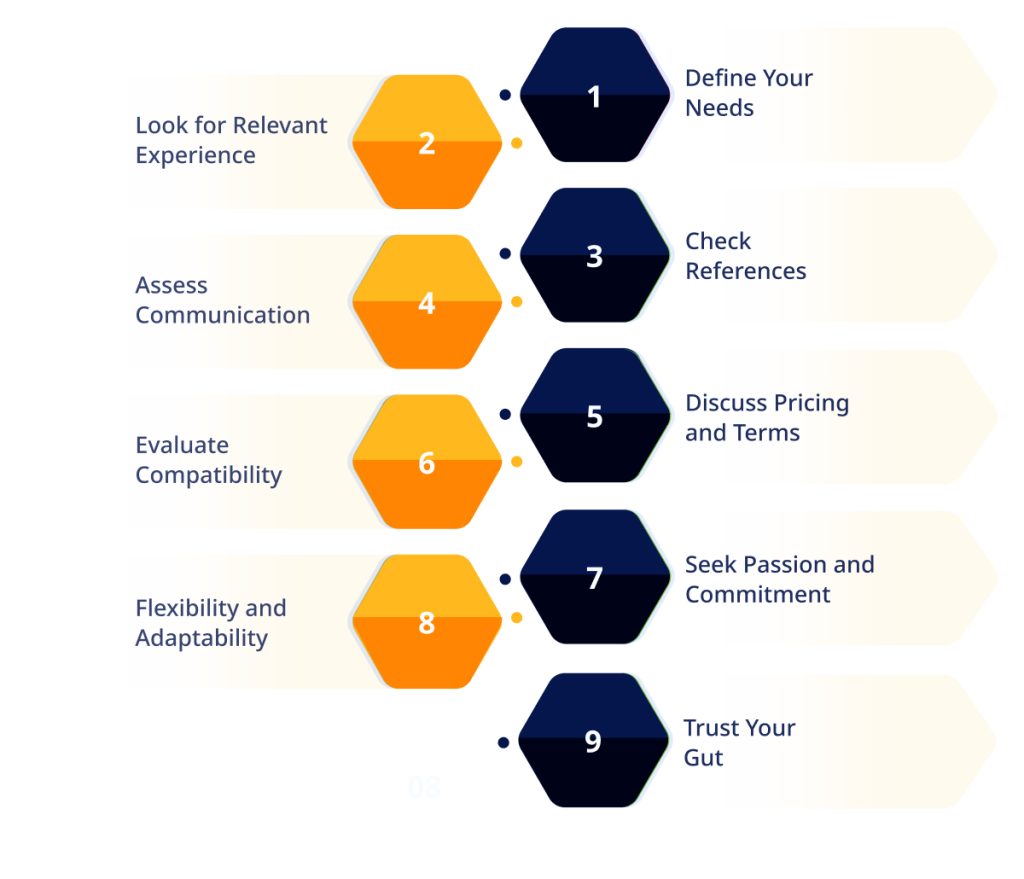 1
Define Your
Needs
2
Look for Relevant
Experience
3
Check
References
4
Assess
Communication
5
Discuss Pricing
and Terms
6
Evaluate
Compatibility
7
Seek Passion and
Commitment
8
Flexibility and
Adaptability
9
Trust Your
Gut
08